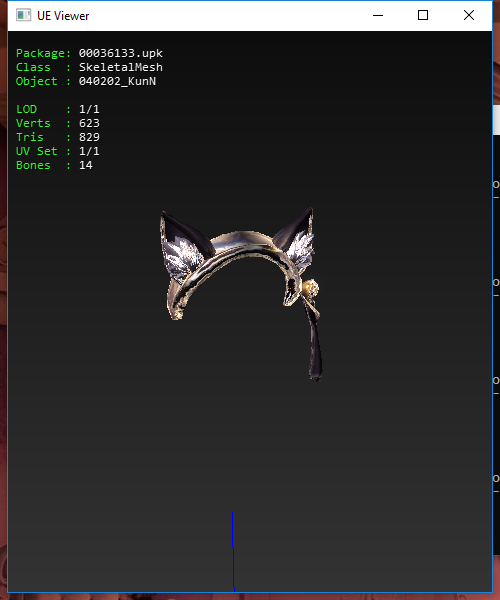 UE Viewer
Package: 00036133.upk
Class : SkeletalMesh
Object : 040202_KunN
LOD : 1/1
Verts : 623
Tris : 829
UV Set : 1/1
Bones : 14